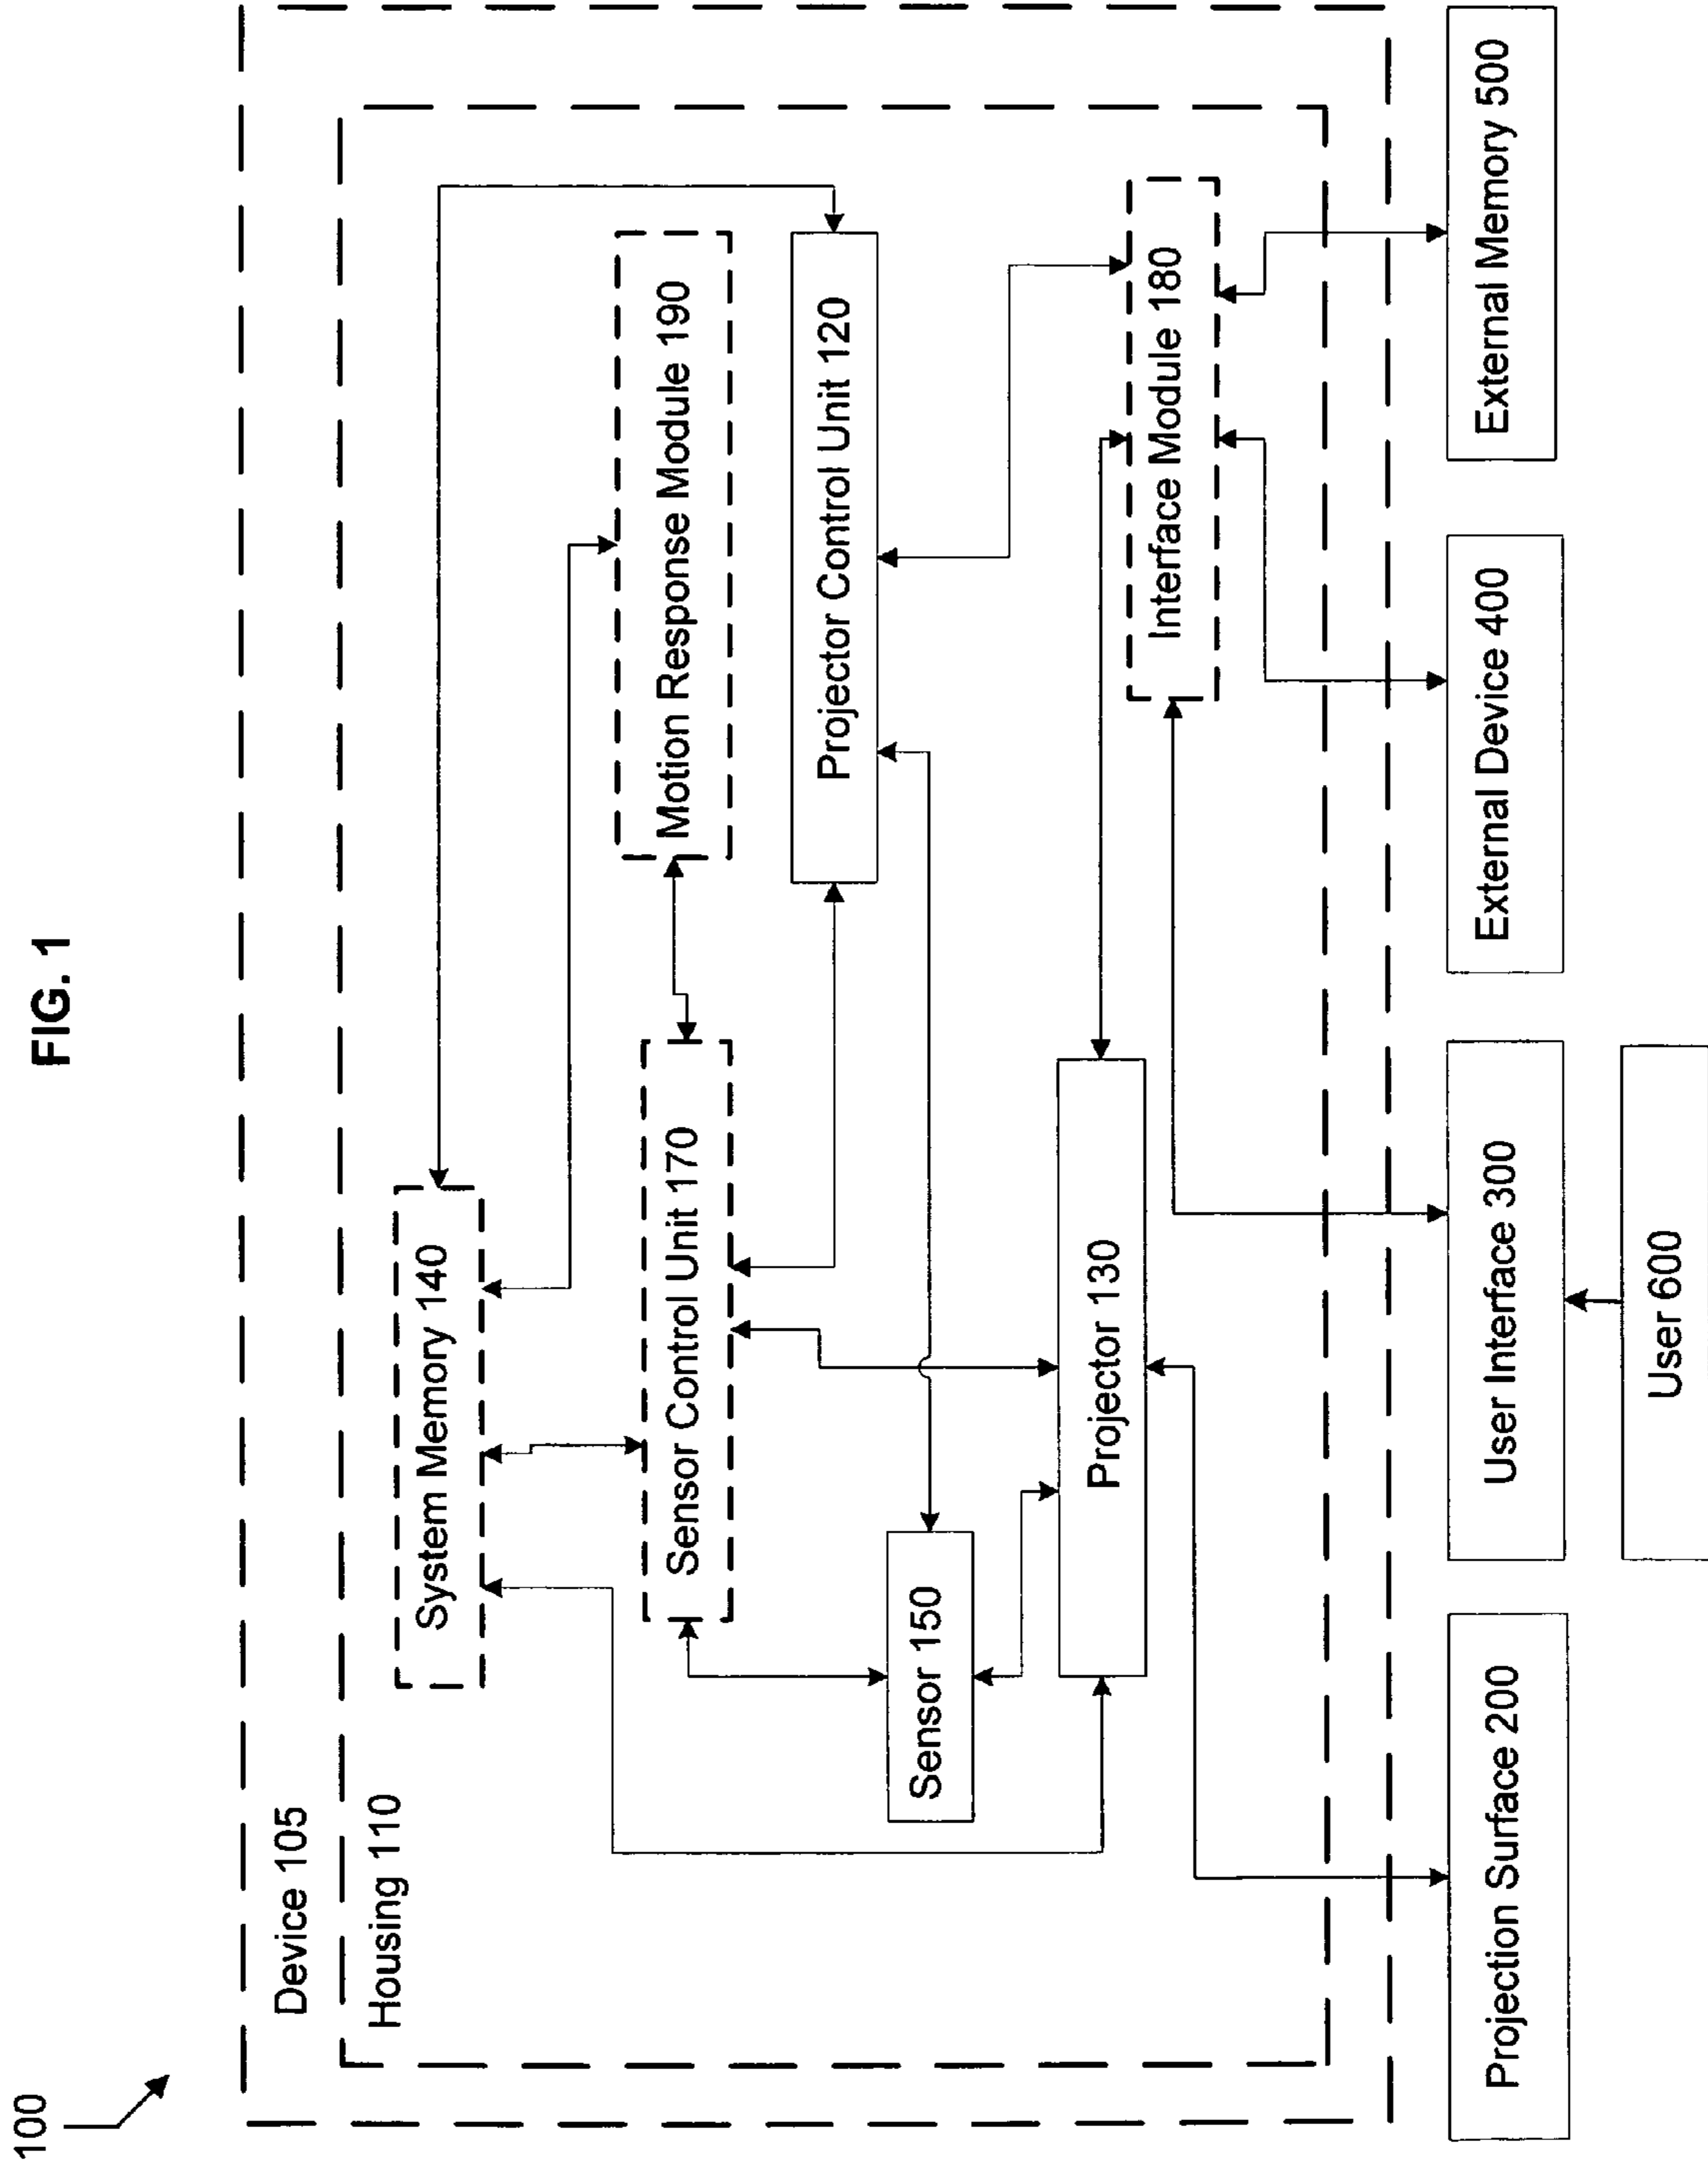 FIG. 1
100
Device 105
Housing 110
System Memory 140
Sensor Control Unit 170
Motion Response Module 190
Projector Control Unit 120
Sensor 150
Projector 130
Interface Module 180
Projection Surface 200
User Interface 300
External Device 400
External Memory 500
User 600